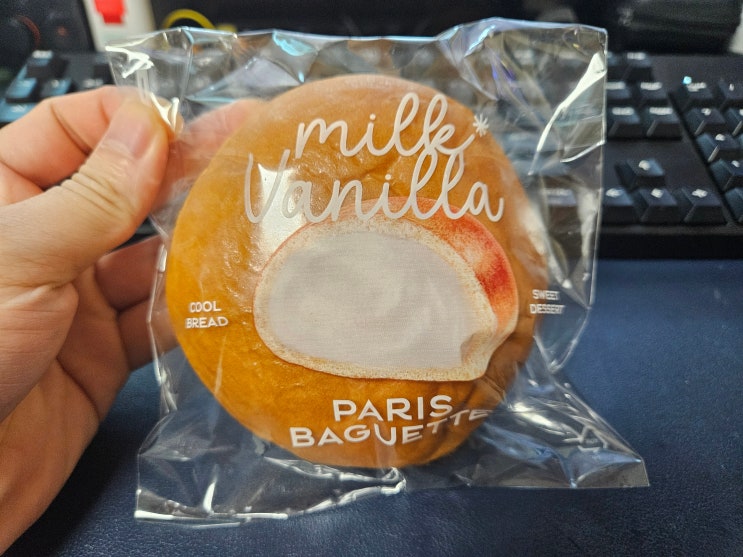 milk
Vanilla
COOL
BREAD
SWEET
DESSERT
PARIS
BAGUETTE